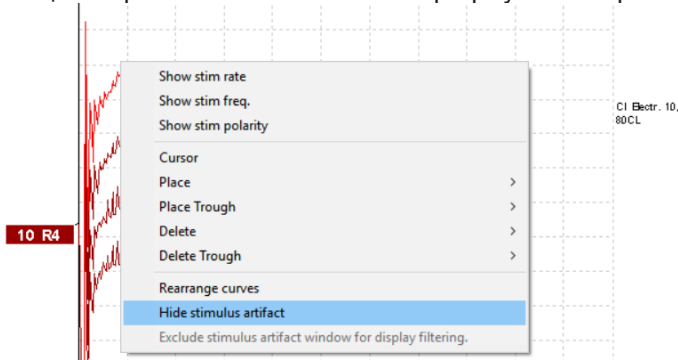 Show stim rate
Show stim freq.
Show stim polarity
Cursor
Place
Place Trough
Delete
Delete Trough
Rearrange curves
Hide stimulus artifact
Exclude stimulus artifact window for display filtering.
10 R4
CI Electr. 10,
80CL